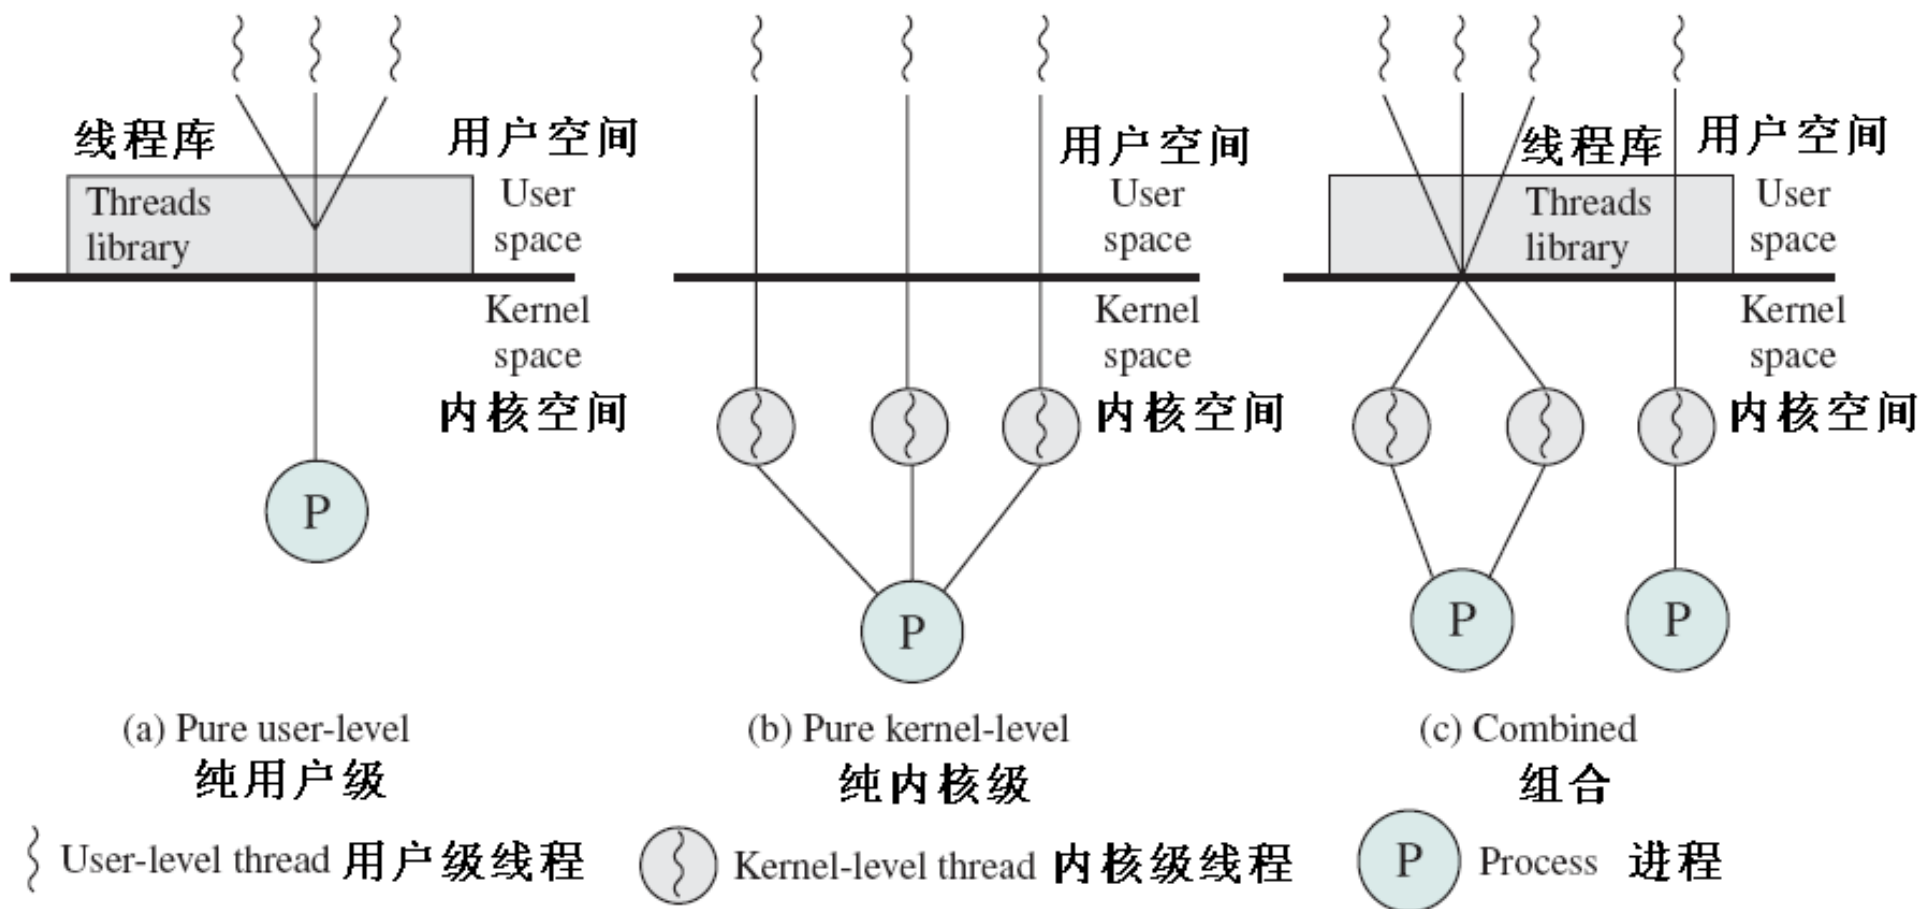 线程库
用户空间
Threads
library
User
space
Kernel
space
内核空间
P
(a) Pure user-level
纯用户级
用户空间
User
space
Kernel
space
内核空间
P
(b) Pure kernel-level
纯内核级
线程库
用户空间
Threads
library
User
space
Kernel
space
内核空间
P
P
(c) Combined
组合
User-level thread 用户级线程
Kernel-level thread 内核级线程
P
Process 进程